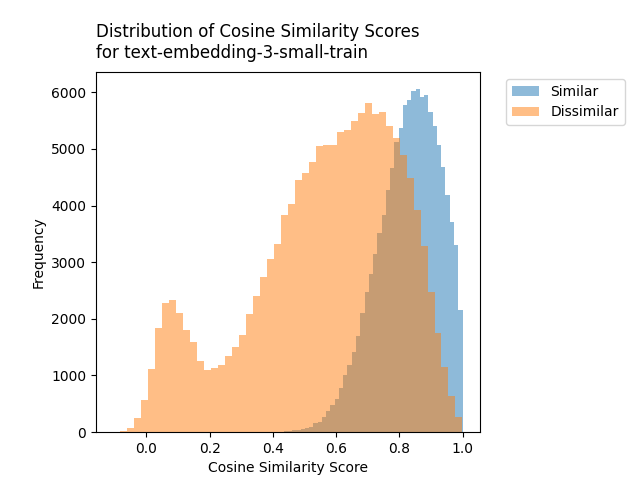 Distribution of Cosine Similarity Scores
for text-embedding-3-small-train
Similar
Dissimilar
Frequency
6000
5000
4000
3000
2000
1000
0
0.0 0.2 0.4 0.6 0.8 1.0
Cosine Similarity Score